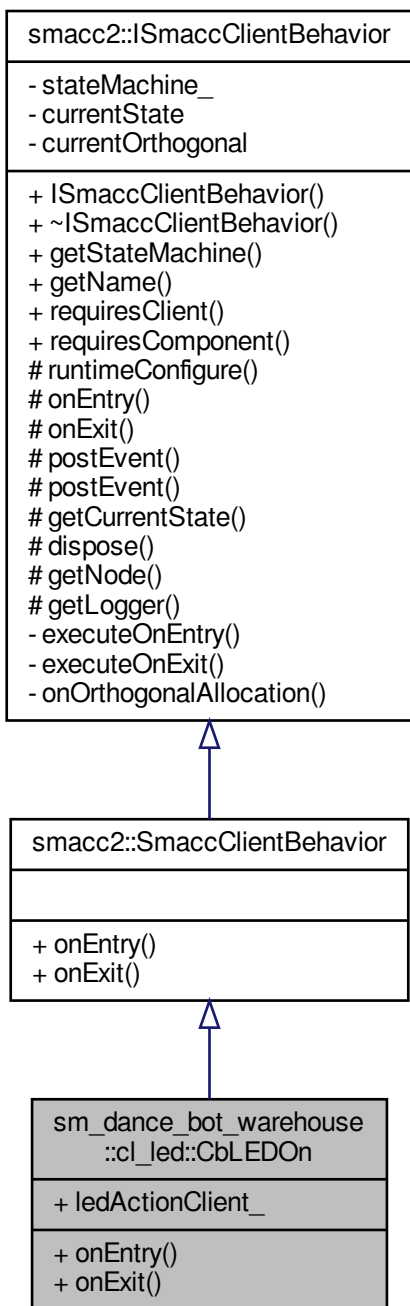 smacc2::ISmaccClientBehavior
- stateMachine_
- currentState
- currentOrthogonal
+ ISmaccClientBehavior()
+ ~ISmaccClientBehavior()
+ getStateMachine()
+ getName()
+ requiresClient()
+ requiresComponent()
# runtimeConfigure()
# onEntry()
# onExit()
# postEvent()
# postEvent()
# getCurrentState()
# dispose()
# getNode()
# getLogger()
- executeOnEntry()
- executeOnExit()
- onOrthogonalAllocation()
smacc2::SmaccClientBehavior
+ onEntry()
+ onExit()
sm_dance_bot_warehouse
::cl_led::CbLEDOn
+ ledActionClient_
+ onEntry()
+ onExit()